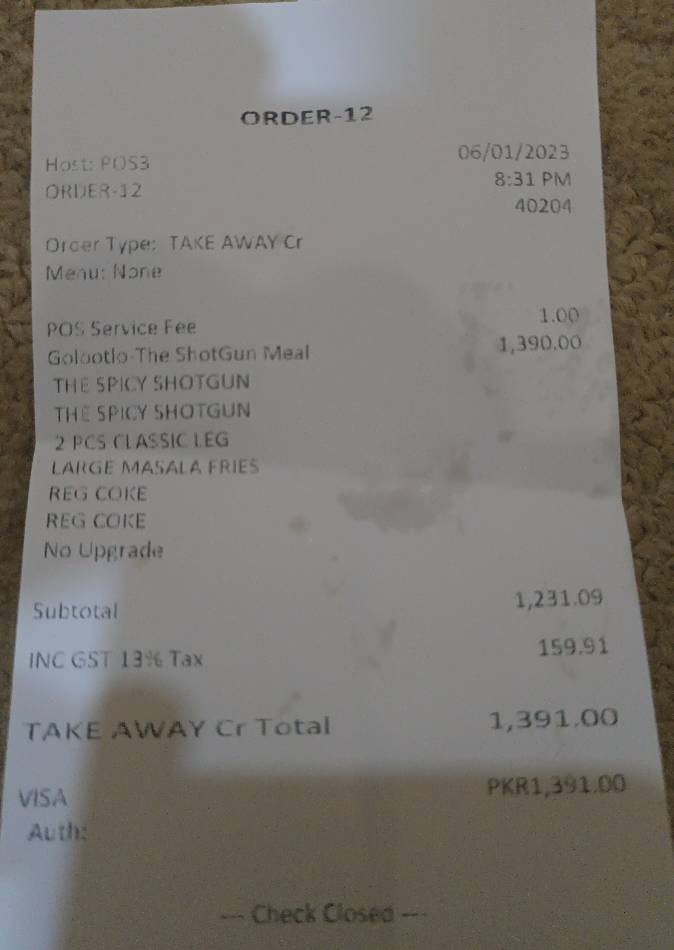 ORDER-12
Host: POS3 06/01/2023
ORDER-12 8:31 PM
40204
Order Type: TAKE AWAY Cr
Menu: None
POS Service Fee 1.00
Golootlo-The ShotGun Meal 1,390.00
THE SPICY SHOTGUN
THE SPICY SHOTGUN
2 PCS CLASSIC LEG
LARGE MASALA FRIES
REG COKE
REG COKE
No Upgrade
Subtotal 1,231.09
INC GST 13% Tax 159.91
TAKE AWAY Cr Total 1,391.00
VISA PKR1,391.00
Auth:
--- Check Closed ---